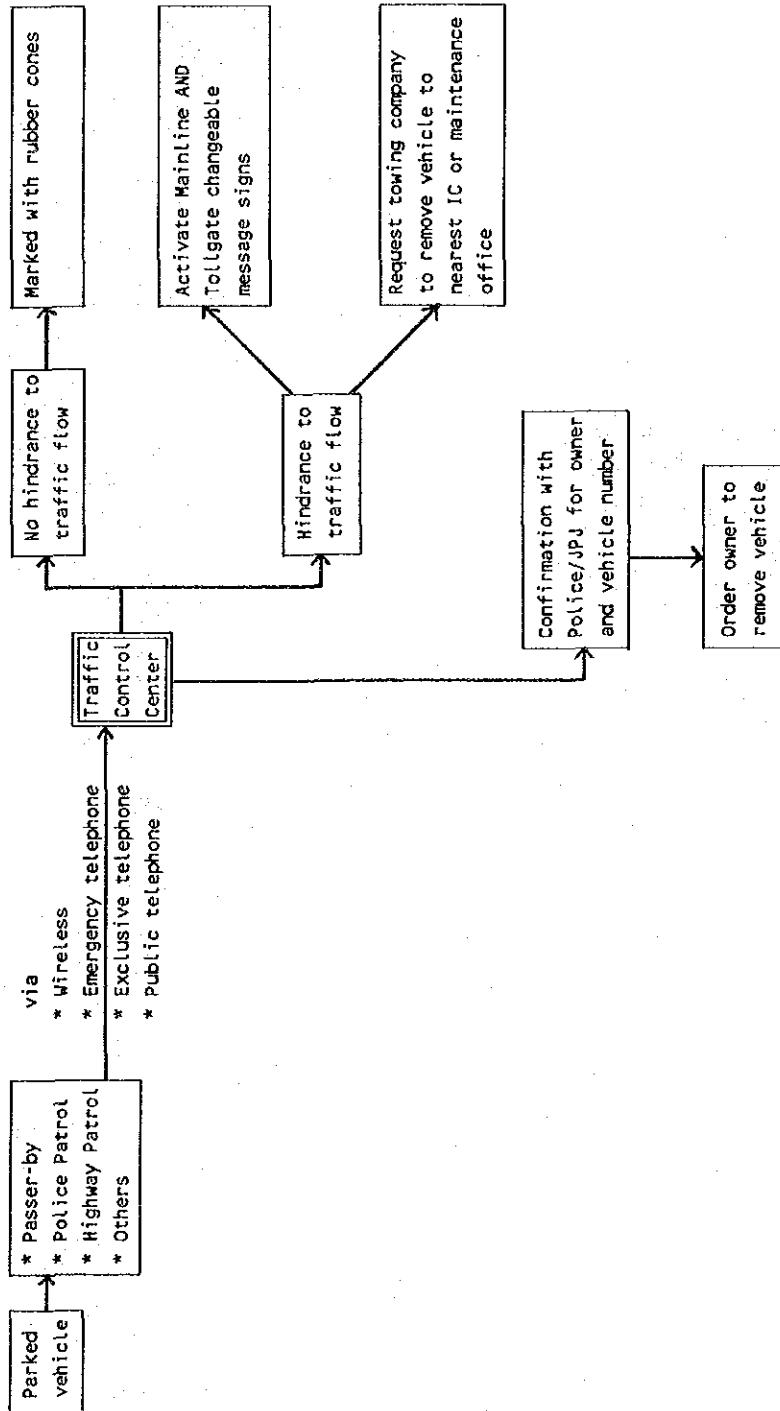 Parked
vehicle
* Passer-by
* Police Patrol
* Highway Patrol
* Others
via
* Wireless
* Emergency telephone
* Exclusive telephone
* Public telephone
Traffic
Control
Center
No hindrance to
traffic flow
Marked with rubber cones
Hindrance to
traffic flow
Activate Mainline AND
Tollgate changeable
message signs
Request towing company
to remove vehicle to
nearest IC or maintenance
office
Confirmation with
Police/JPJ for owner
and vehicle number
Order owner to
remove vehicle